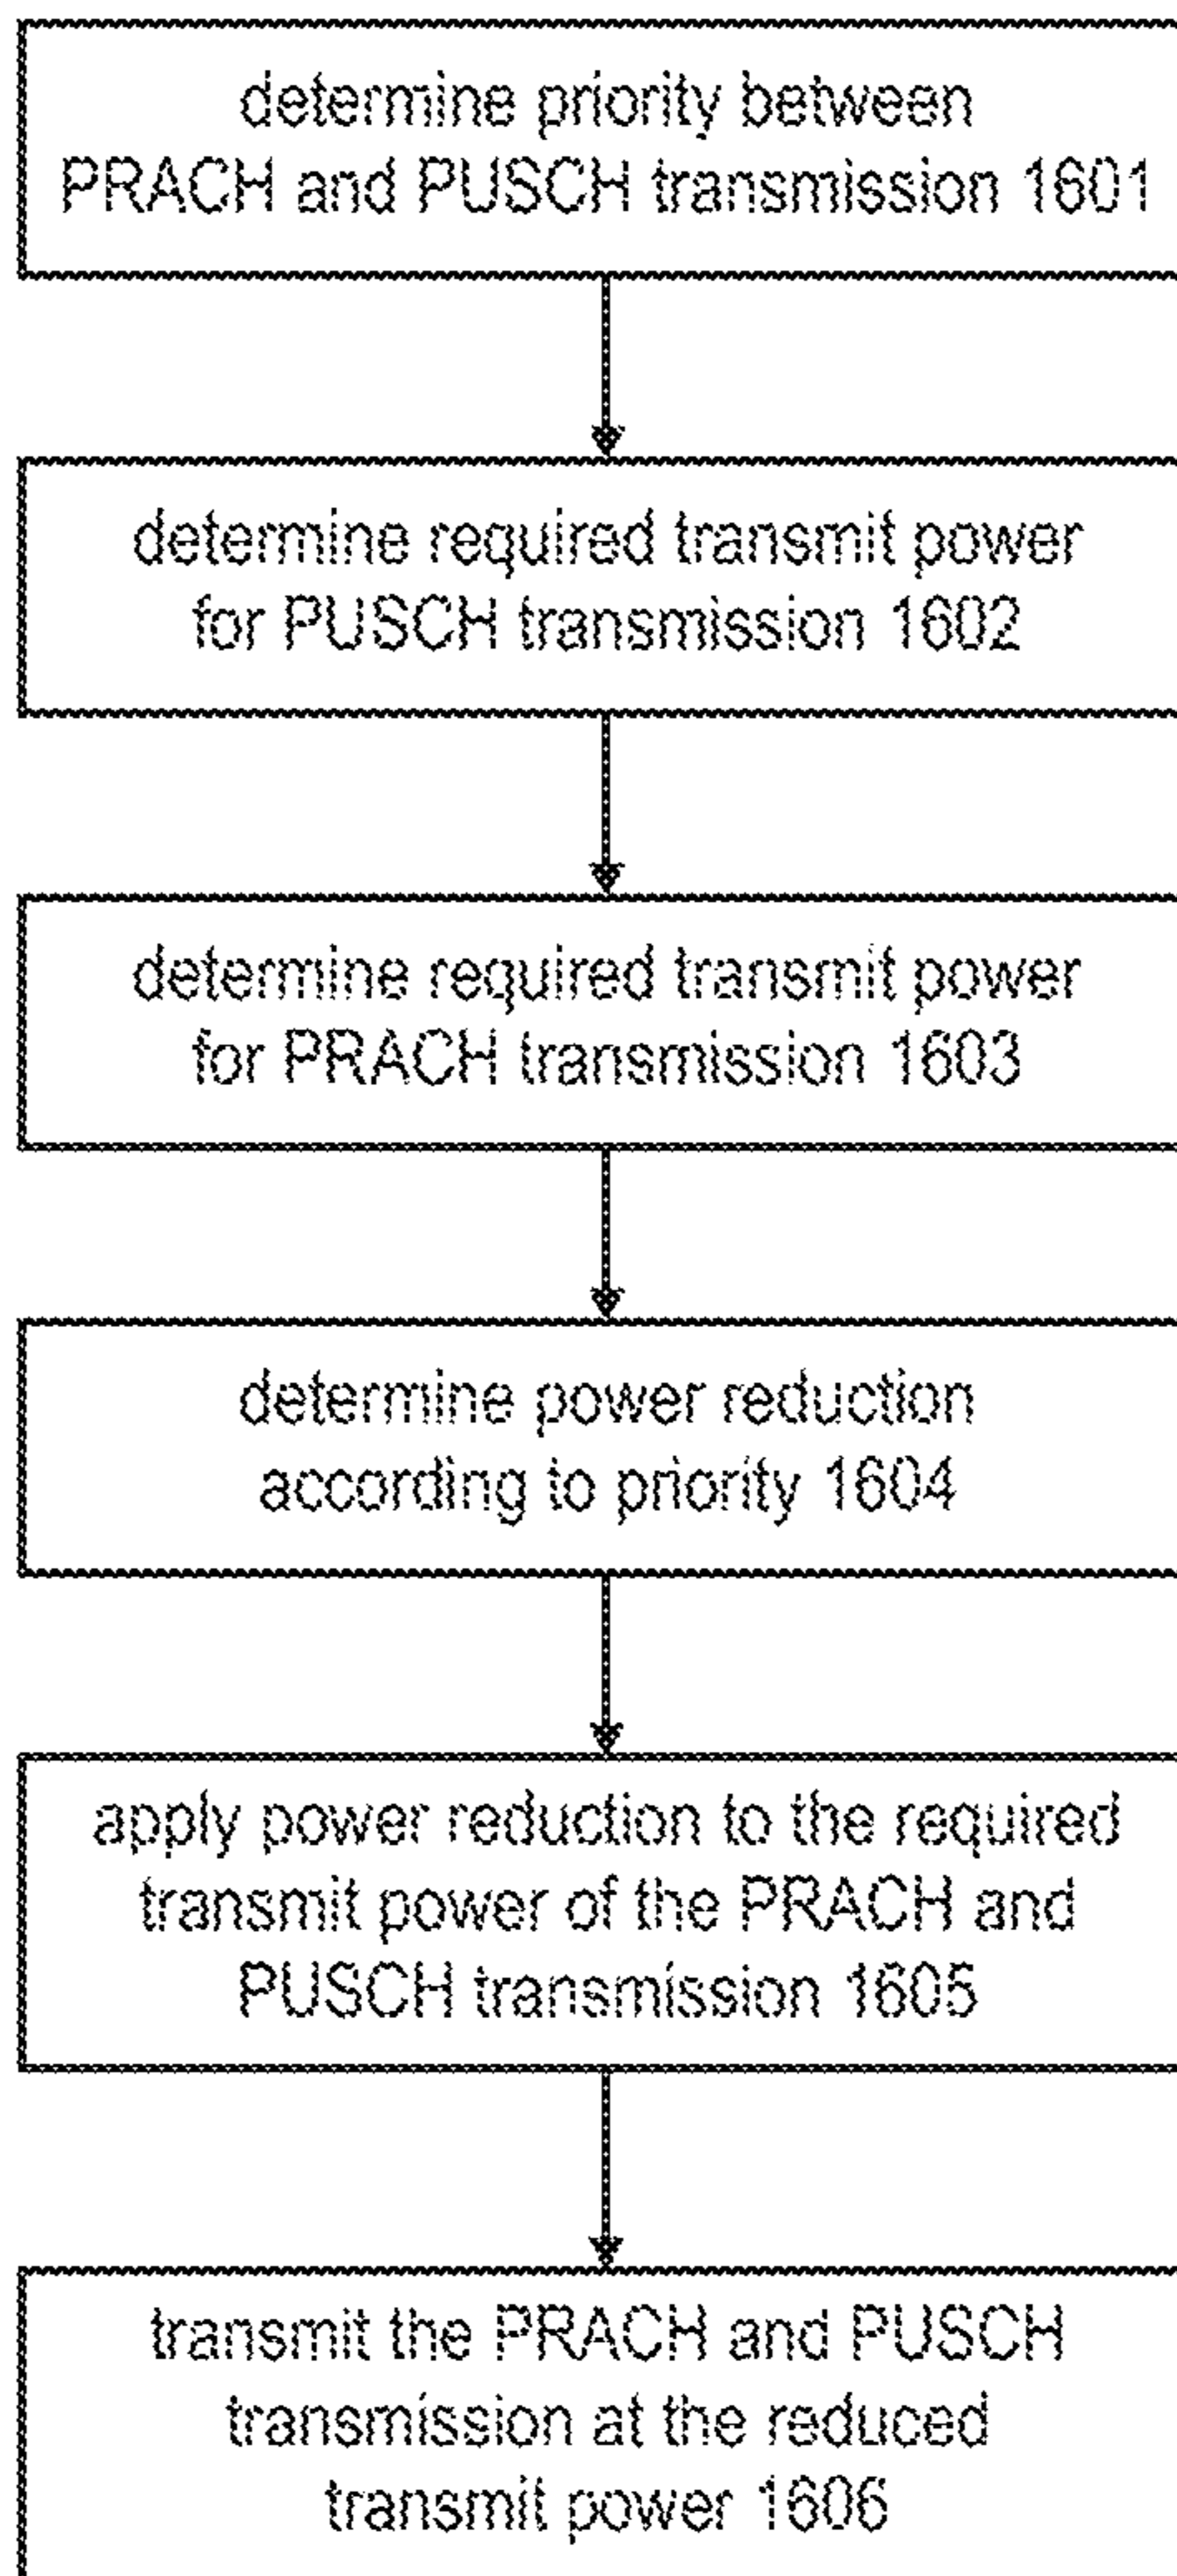 determine priority between
PRACH and PUSCH transmission 1601
determine required transmit power
for PUSCH transmission 1602
determine required transmit power
for PRACH transmission 1603
determine power reduction
according to priority 1604
apply power reduction to the required
transmit power of the PRACH and
PUSCH transmission 1605
transmit the PRACH and PUSCH
transmission at the reduced
transmit power 1606